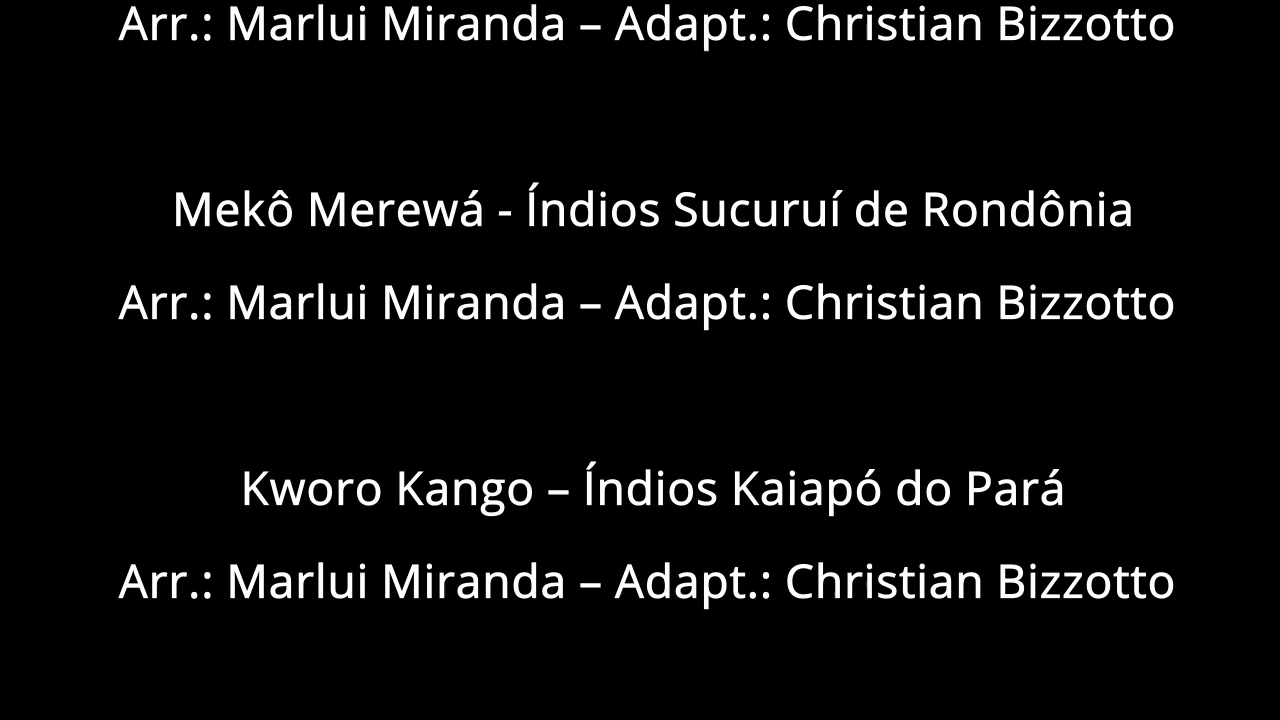 Arr.: Marlui Miranda – Adapt.: Christian Bizzotto
Mekô Merewá - Índios Sucuruí de Rondônia
Arr.: Marlui Miranda – Adapt.: Christian Bizzotto
Kworo Kango – Índios Kaiapó do Pará
Arr.: Marlui Miranda – Adapt.: Christian Bizzotto